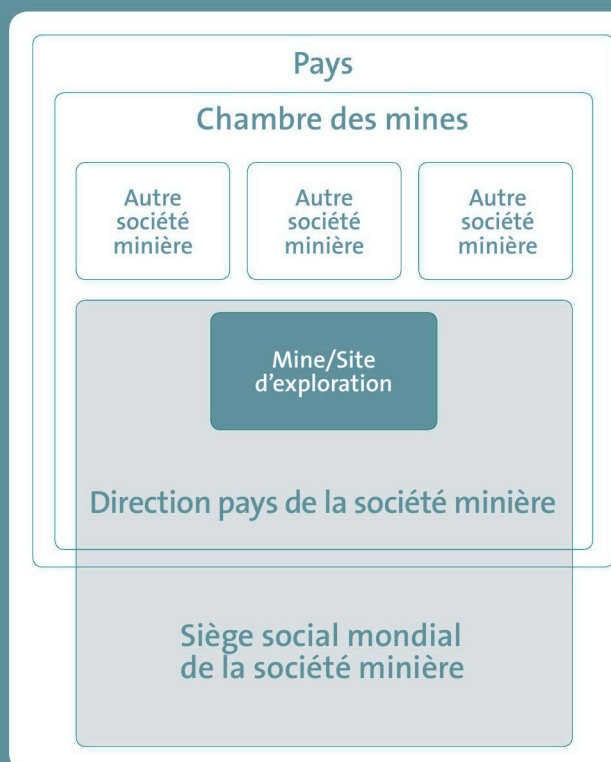 Pays
Chambre des mines
Autre
société
minière
Autre
société
minière
Autre
société
minière
Mine/Site
d'exploration
Direction pays de la société minière
Siège social mondial
de la société minière